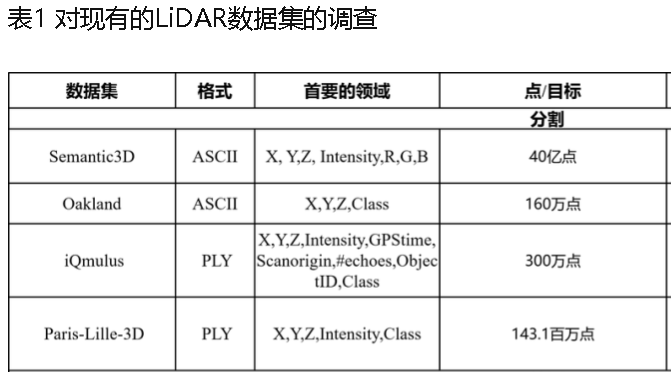 表1 对现有的LiDAR数据集的调查
数据集 格式 首要的领域 点/目标
分割
Semantic3D ASCII X, Y,Z, Intensity,R,G,B 40亿点
Oakland ASCII X,Y,Z,Class 160万点
X,Y,Z,Intensity,GPStime,
iQmulus PLY Scanorigin,#echoes,Objec 300万点
tID,Class
Paris-Lille-3D PLY X,Y,Z,Intensity,Class 143.1百万点